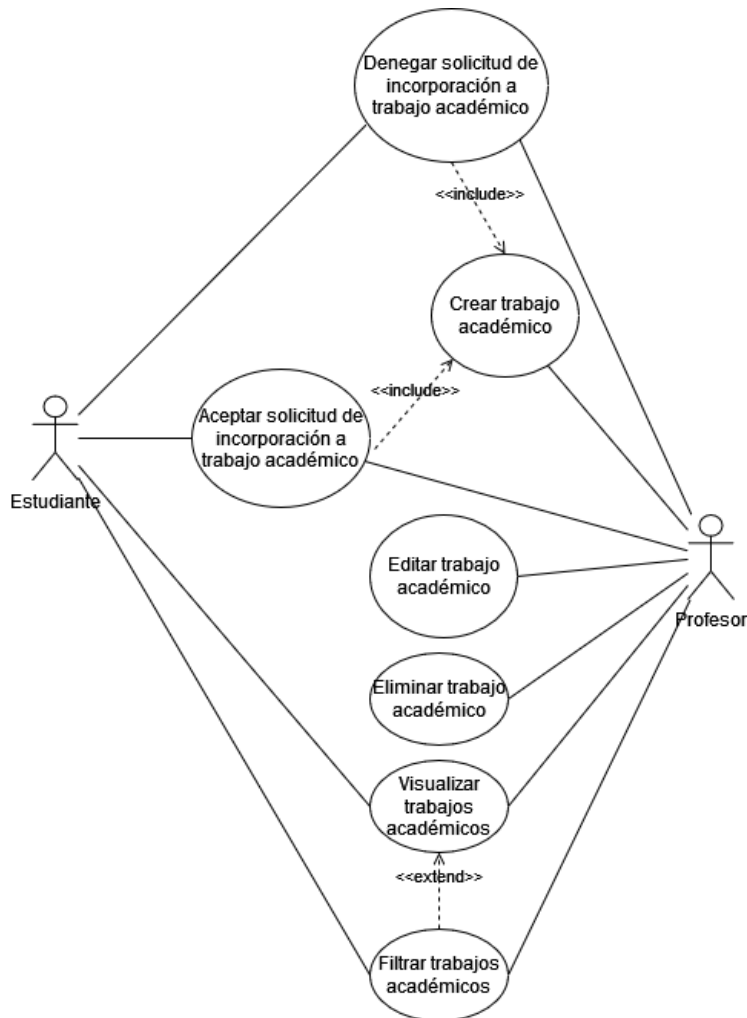 Denegar solicitud de
incorporación a
trabajo académico
<<include>>
Crear trabajo
académico
<<include>>
Aceptar solicitud de
incorporación a
trabajo académico
Estudiante
Editar trabajo
académico
Profesor
Eliminar trabajo
académico
Visualizar
trabajos
académicos
<<extend>>
Filtrar trabajos
académicos